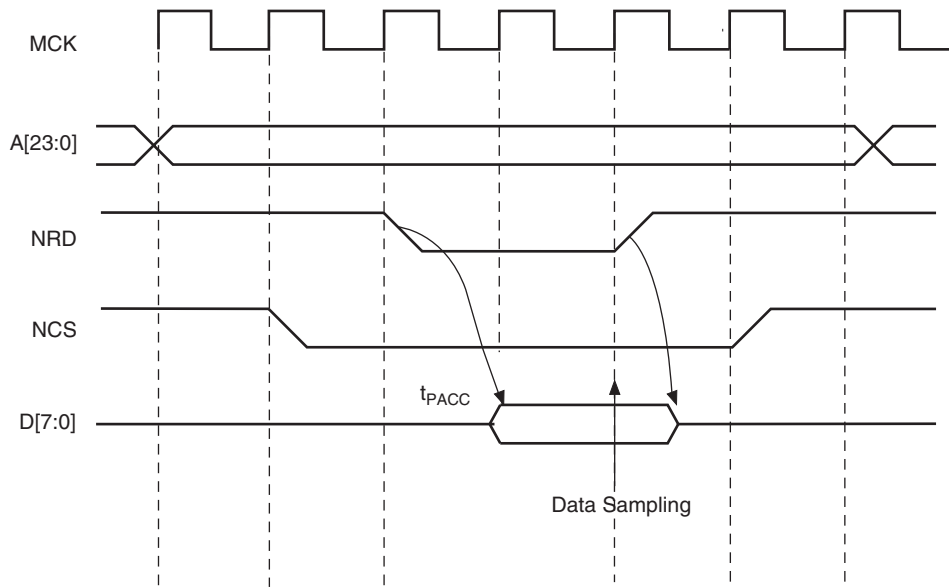 MCK
A[23:0]
NRD
NCS
tPACC
D[7:0]
Data Sampling